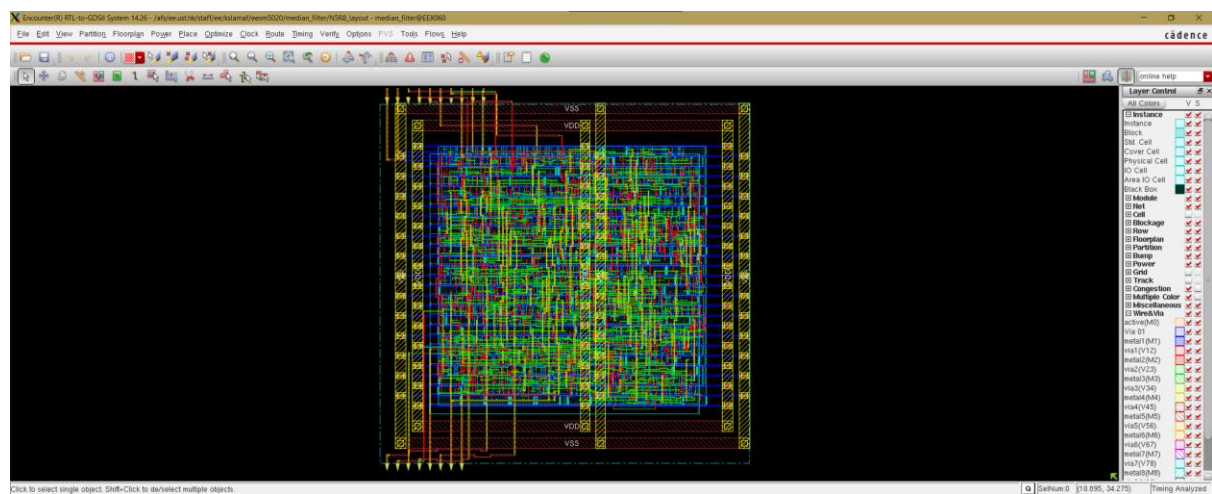 Encounter(R) RTL-to-GDSII System 14.26 - /afs/ee.ust.hk/staff/ee/kslamaf/eesm5020/median_filter/N5R8_layout - median_filter@EEX060
File Edit View Partition Floorplan Power Place Optimize Clock Route Timing Verify Options PVS Tools Flows Help
cādence
online help
Layer Control
All Colors V S
Instance
Instance
Block
Std. Cell
Cover Cell
Physical Cell
IO Cell
Area IO Cell
Black Box
Module
Net
Cell
Blockage
Row
Floorplan
Partition
Bump
Power
Grid
Track
Congestion
Multiple Color
Miscellaneous
Wire&Via
active(M0)
Via 01
metal1(M1)
via1(V12)
metal2(M2)
via2(V23)
metal3(M3)
via3(V34)
metal4(M4)
via4(V45)
metal5(M5)
via5(V56)
metal6(M6)
via6(V67)
metal7(M7)
via7(V78)
metal8(M8)
VSS
VDD
VDD
VSS
Click to select single object. Shift+Click to de/select multiple objects.
Q SelNum:0 (10.895, 34.275) Timing Analyzed